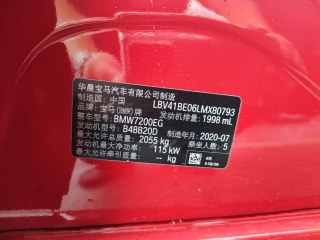 华晨宝马汽车有限公司制造
制造国：中国 LBV41BE06LMX80793
品牌：宝马(BMW)牌 发动机排量：1998 mL
整车型号：BMW7200EG
发动机型号：B48B20D 制造年月：2020-07
最大允许总质量：2055 kg 乘坐人数：5
发动机最大净功率：115 kW
最大允许牵引质量：-- kg